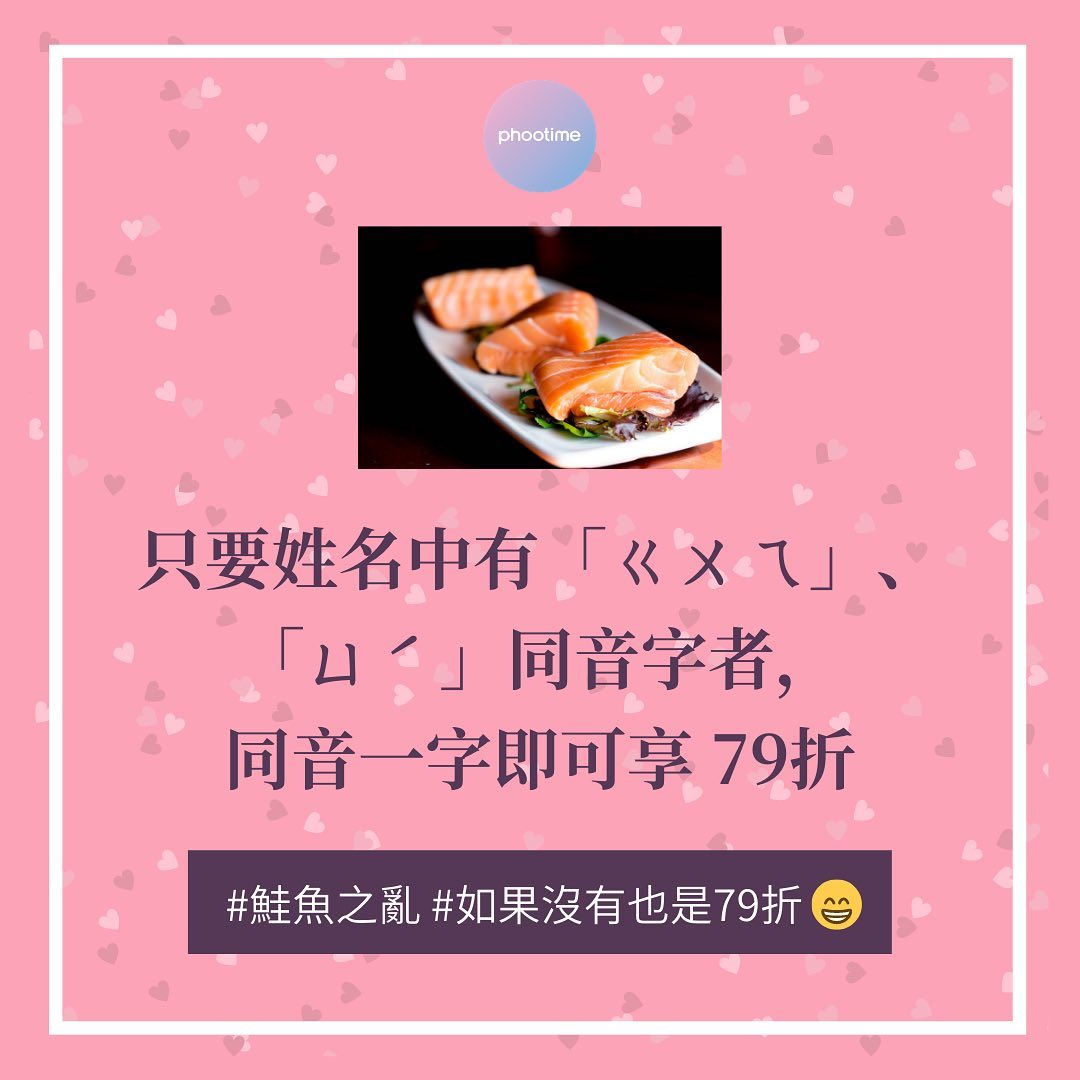 phootime
只要姓名中有「ㄍㄨㄟ」、
「ㄩˊ」同音字者，
同音一字即可享 79折
#鮭魚之亂 #如果沒有也是79折😁